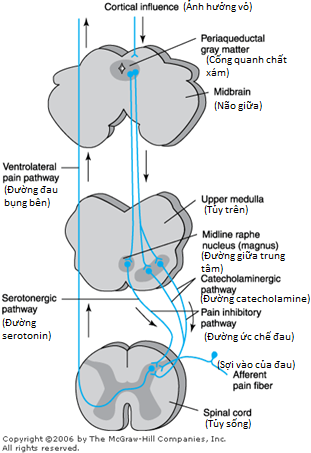 Cortical influence (Ảnh hưởng vỏ)
Periaqueductal
gray matter
(Cống quanh chất
xám)
Midbrain
(Não giữa)
Ventrolateral
pain pathway
(Đường đau
bụng bên)
Upper medulla
(Tủy trên)
Midline raphe
nucleus (magnus)
(Đường giữa trung
tâm)
Catecholaminergic
pathway
(Đường catecholamine)
Serotonergic
pathway
(Đường
serotonin)
Pain inhibitory
pathway
(Đường ức chế đau)
(Sợi vào của đau)
Afferent
pain fiber
Spinal cord
(Tủy sống)
Copyright ©2006 by The McGraw-Hill Companies, Inc.
All rights reserved.